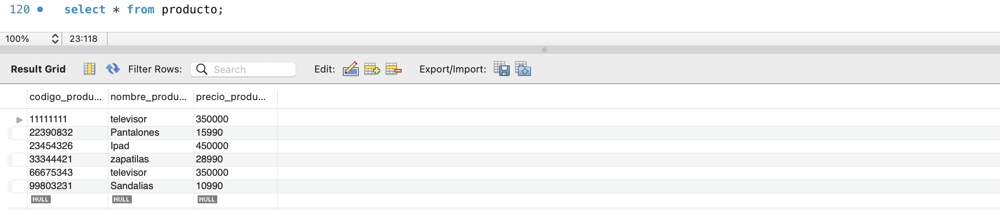 120 select * from producto;
100% 23:118
Result Grid Filter Rows: Search Edit: Export/Import:
codigo_produ... nombre_produ... precio_produ...
11111111 televisor 350000
22390832 Pantalones 15990
23454326 Ipad 450000
33344421 zapatilas 28990
66675343 televisor 350000
99803231 Sandalias 10990
NULL NULL NULL